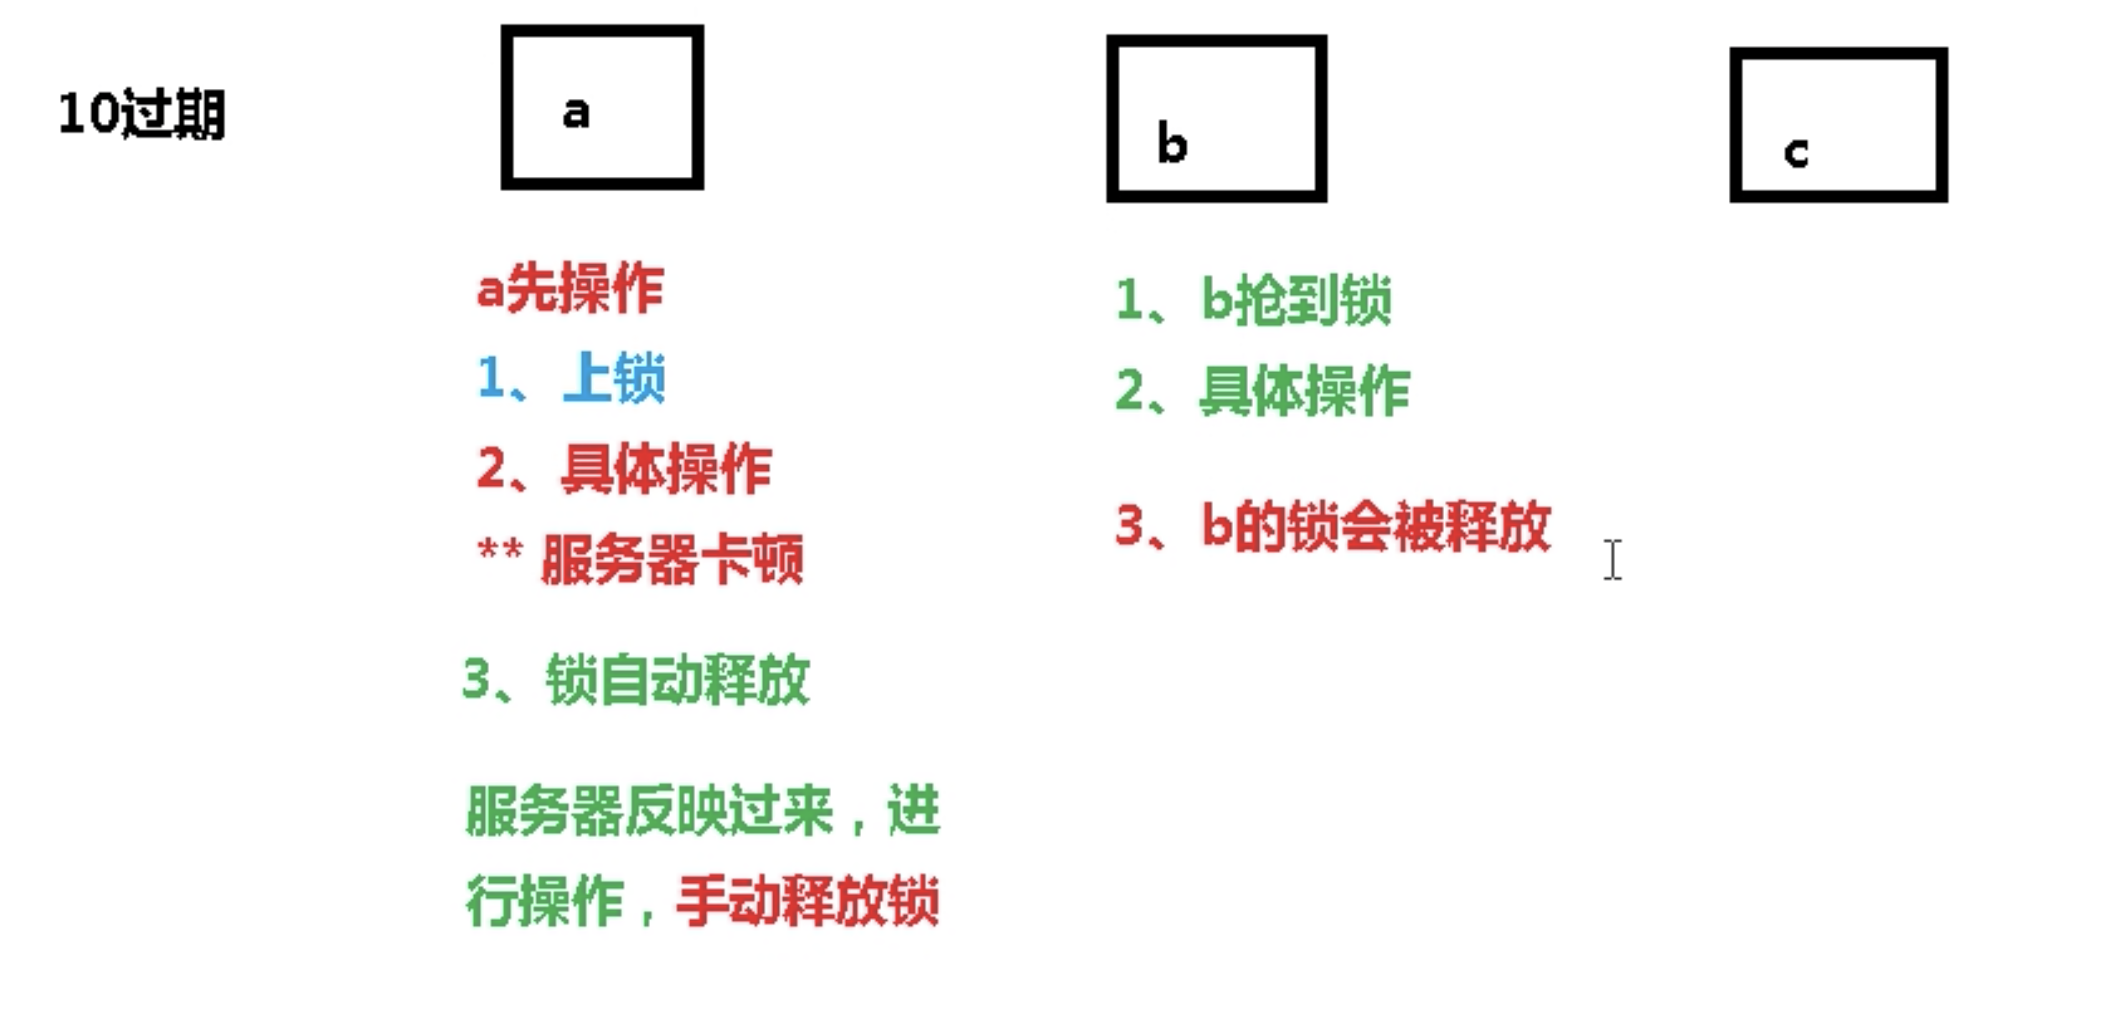 10过期
a
b
c
a先操作
1、上锁
2、具体操作
** 服务器卡顿
3、锁自动释放
服务器反映过来，进
行操作，手动释放锁
1、b抢到锁
2、具体操作
3、b的锁会被释放